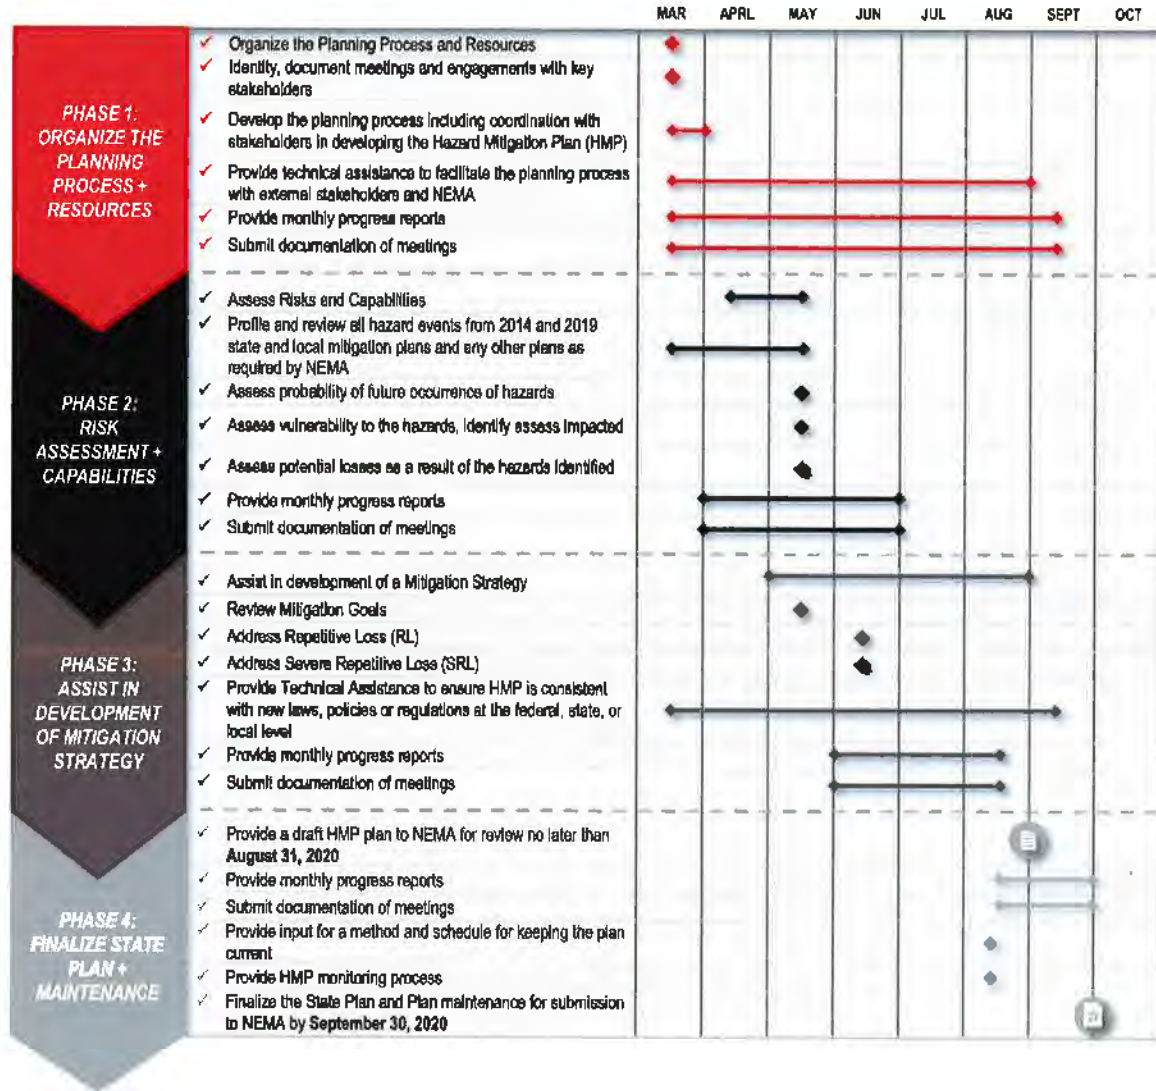 MAR APRL MAY JUN JUL AUG SEPT OCT
PHASE 1:
ORGANIZE THE
PLANNING
PROCESS +
RESOURCES
✓ Organize the Planning Process and Resources
✓ Identity, document meetings and engagements with key
stakeholders
✓ Develop the planning process including coordination with
stakeholders in developing the Hazard Mitigation Plan (HMP)
✓ Provide technical assistance to facilitate the planning process
with external stakeholders and NEMA
✓ Provide monthly progress reports
✓ Submit documentation of meetings
PHASE 2:
RISK
ASSESSMENT +
CAPABILITIES
✓ Assess Risks and Capabilities
✓ Profile and review all hazard events from 2014 and 2019
state and local mitigation plans and any other plans as
required by NEMA
✓ Assess probability of future occurrence of hazards
✓ Assess vulnerability to the hazards, identify assess impacted
✓ Assess potential losses as a result of the hazards identified
✓ Provide monthly progress reports
✓ Submit documentation of meetings
PHASE 3:
ASSIST IN
DEVELOPMENT
OF MITIGATION
STRATEGY
✓ Assist in development of a Mitigation Strategy
✓ Review Mitigation Goals
✓ Address Repetitive Loss (RL)
✓ Address Severe Repetitive Loss (SRL)
✓ Provide Technical Assistance to ensure HMP is consistent
with new laws, policies or regulations at the federal, state, or
local level
✓ Provide monthly progress reports
✓ Submit documentation of meetings
PHASE 4:
FINALIZE STATE
PLAN +
MAINTENANCE
✓ Provide a draft HMP plan to NEMA for review no later than
August 31, 2020
✓ Provide monthly progress reports
✓ Submit documentation of meetings
✓ Provide input for a method and schedule for keeping the plan
current
✓ Provide HMP monitoring process
✓ Finalize the State Plan and Plan maintenance for submission
to NEMA by September 30, 2020